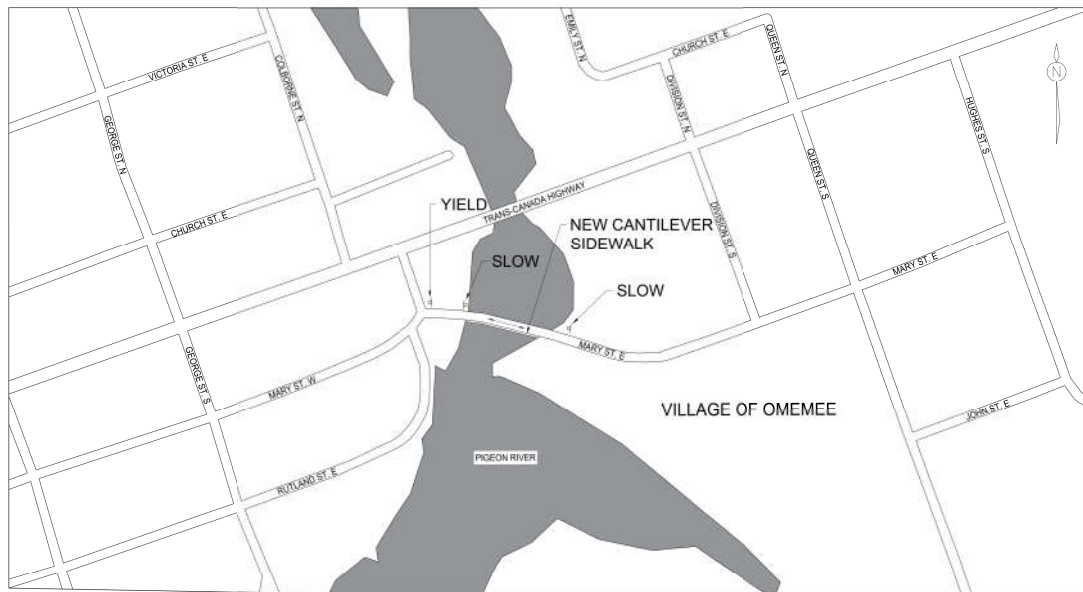 EMILY ST. N
CHURCH ST. E
QUEEN ST. N
VICTORIA ST. E
COLBORNE ST. N
DIVISION ST. N
N
GEORGE ST. N
HUGHES ST. S
QUEEN ST. S
TRANS-CANADA HIGHWAY
YIELD
CHURCH ST. E
DIVISION ST. S
NEW CANTILEVER
SIDEWALK
SLOW
MARY ST. E
SLOW
MARY ST. E
GEORGE ST. S
MARY ST. W
VILLAGE OF OMEMEE
JOHN ST. E
PIGEON RIVER
RUTLAND ST. E